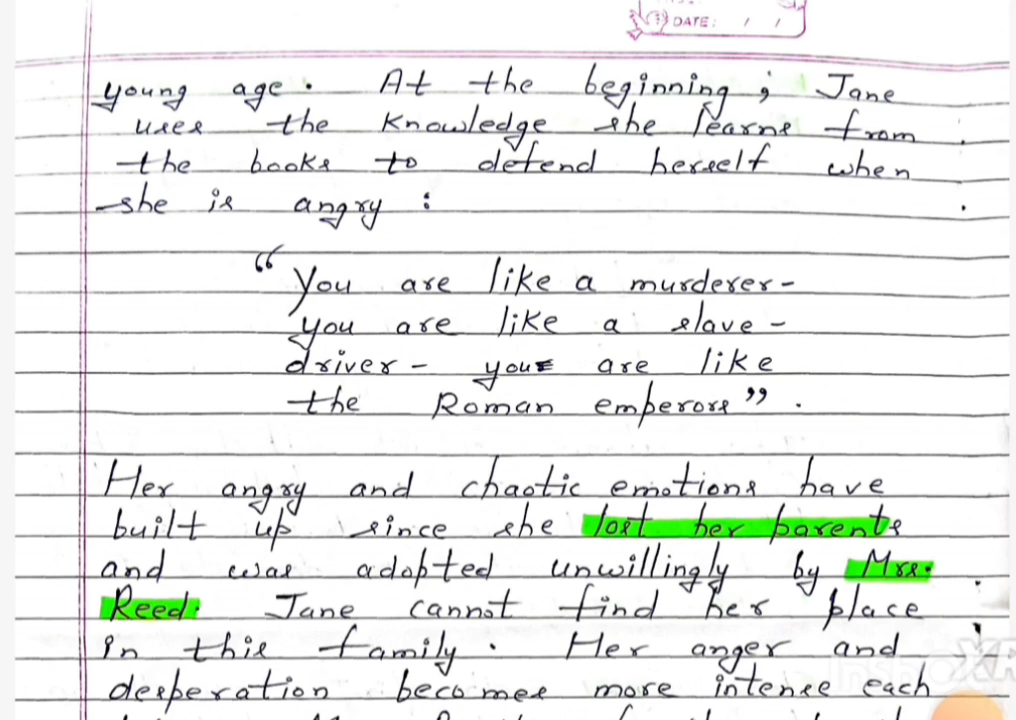 DATE: / /
young age. At the beginning, Jane
uses the knowledge she learns from
the books to defend herself when
she is angry :
"You are like a murderer-
you are like a slave-
driver- you are like
the Roman emperors".
Her angry and chaotic emotions have
built up since she lost her parents
and was adopted unwillingly by Mrs.
Reed. Jane cannot find her place
in this family. Her anger and
desperation becomes more intense each